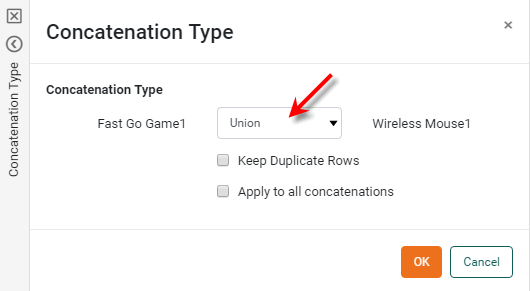 Concatenation Type
Concatenation Type
×
Concatenation Type
Fast Go Game1
Union
Wireless Mouse1
Keep Duplicate Rows
Apply to all concatenations
OK
Cancel